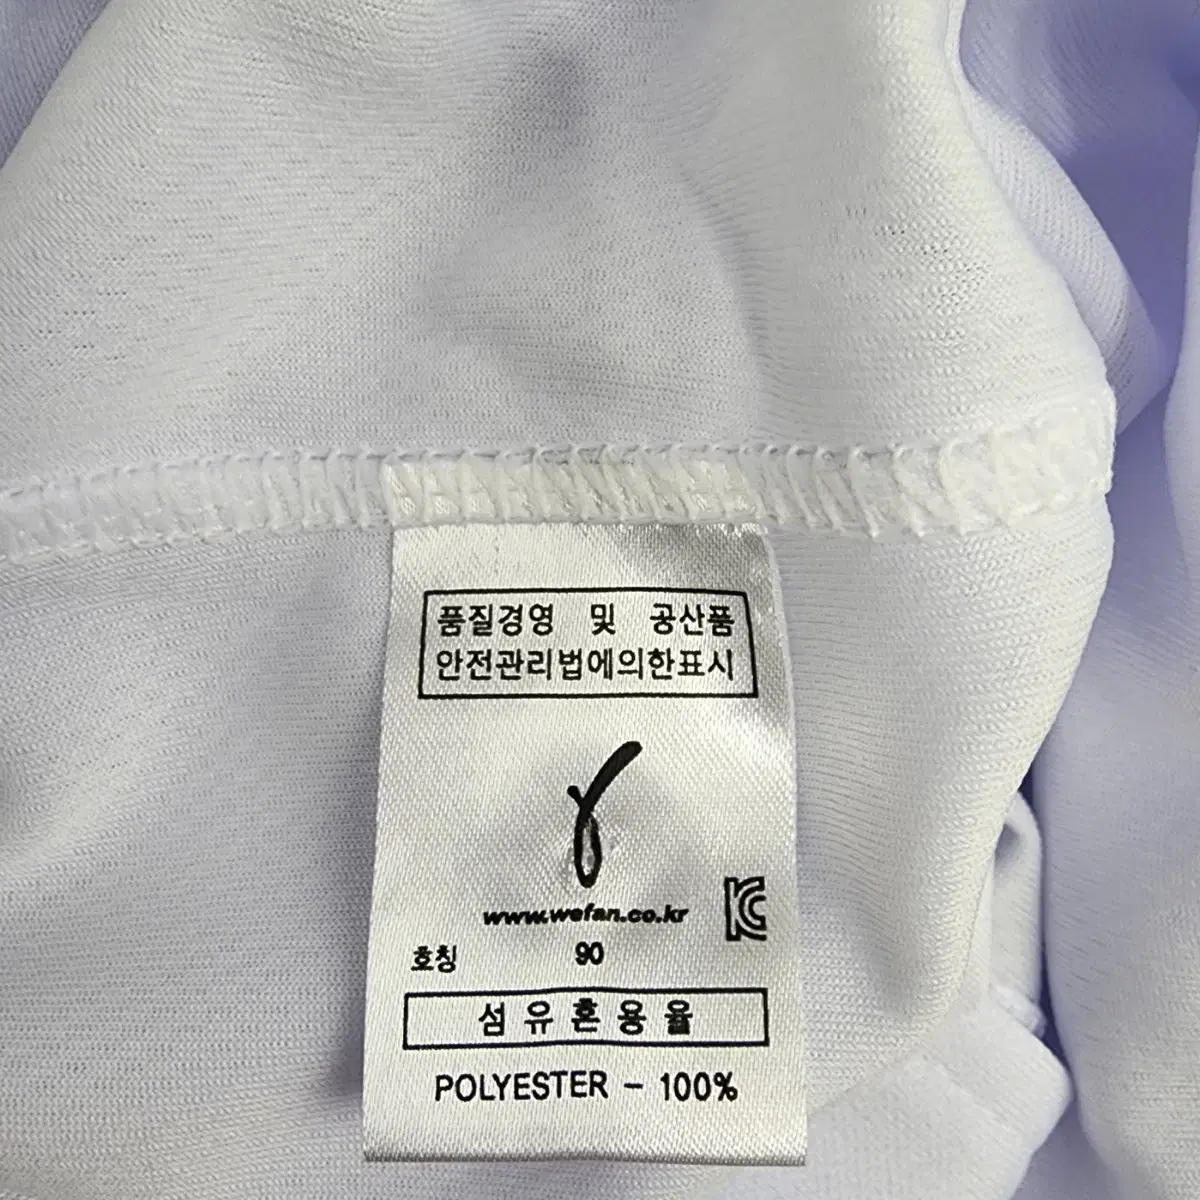 품질경영 및 공산품
안전관리법에의한표시
www.wefan.co.kr
호칭 90
섬유혼용율
POLYESTER - 100%